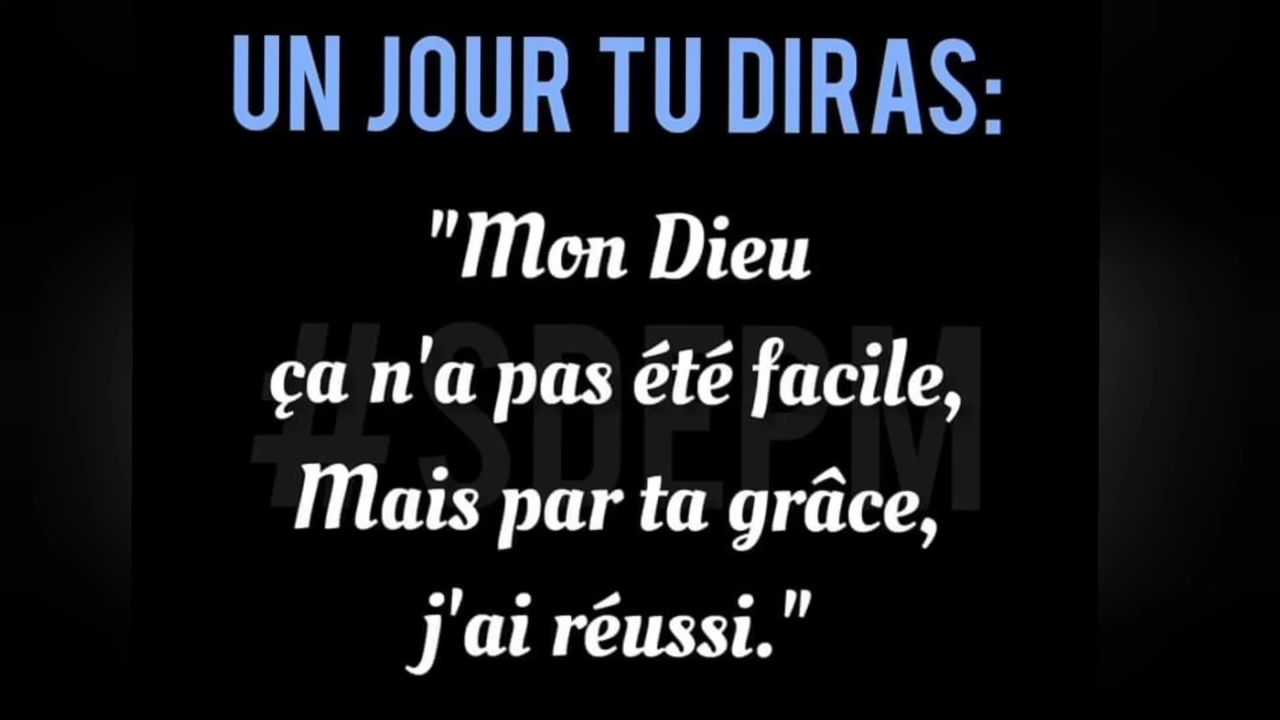 UN JOUR TU DIRAS:
"Mon Dieu
ça n'a pas été facile,
#SDEPM
Mais par ta grâce,
j'ai réussi."